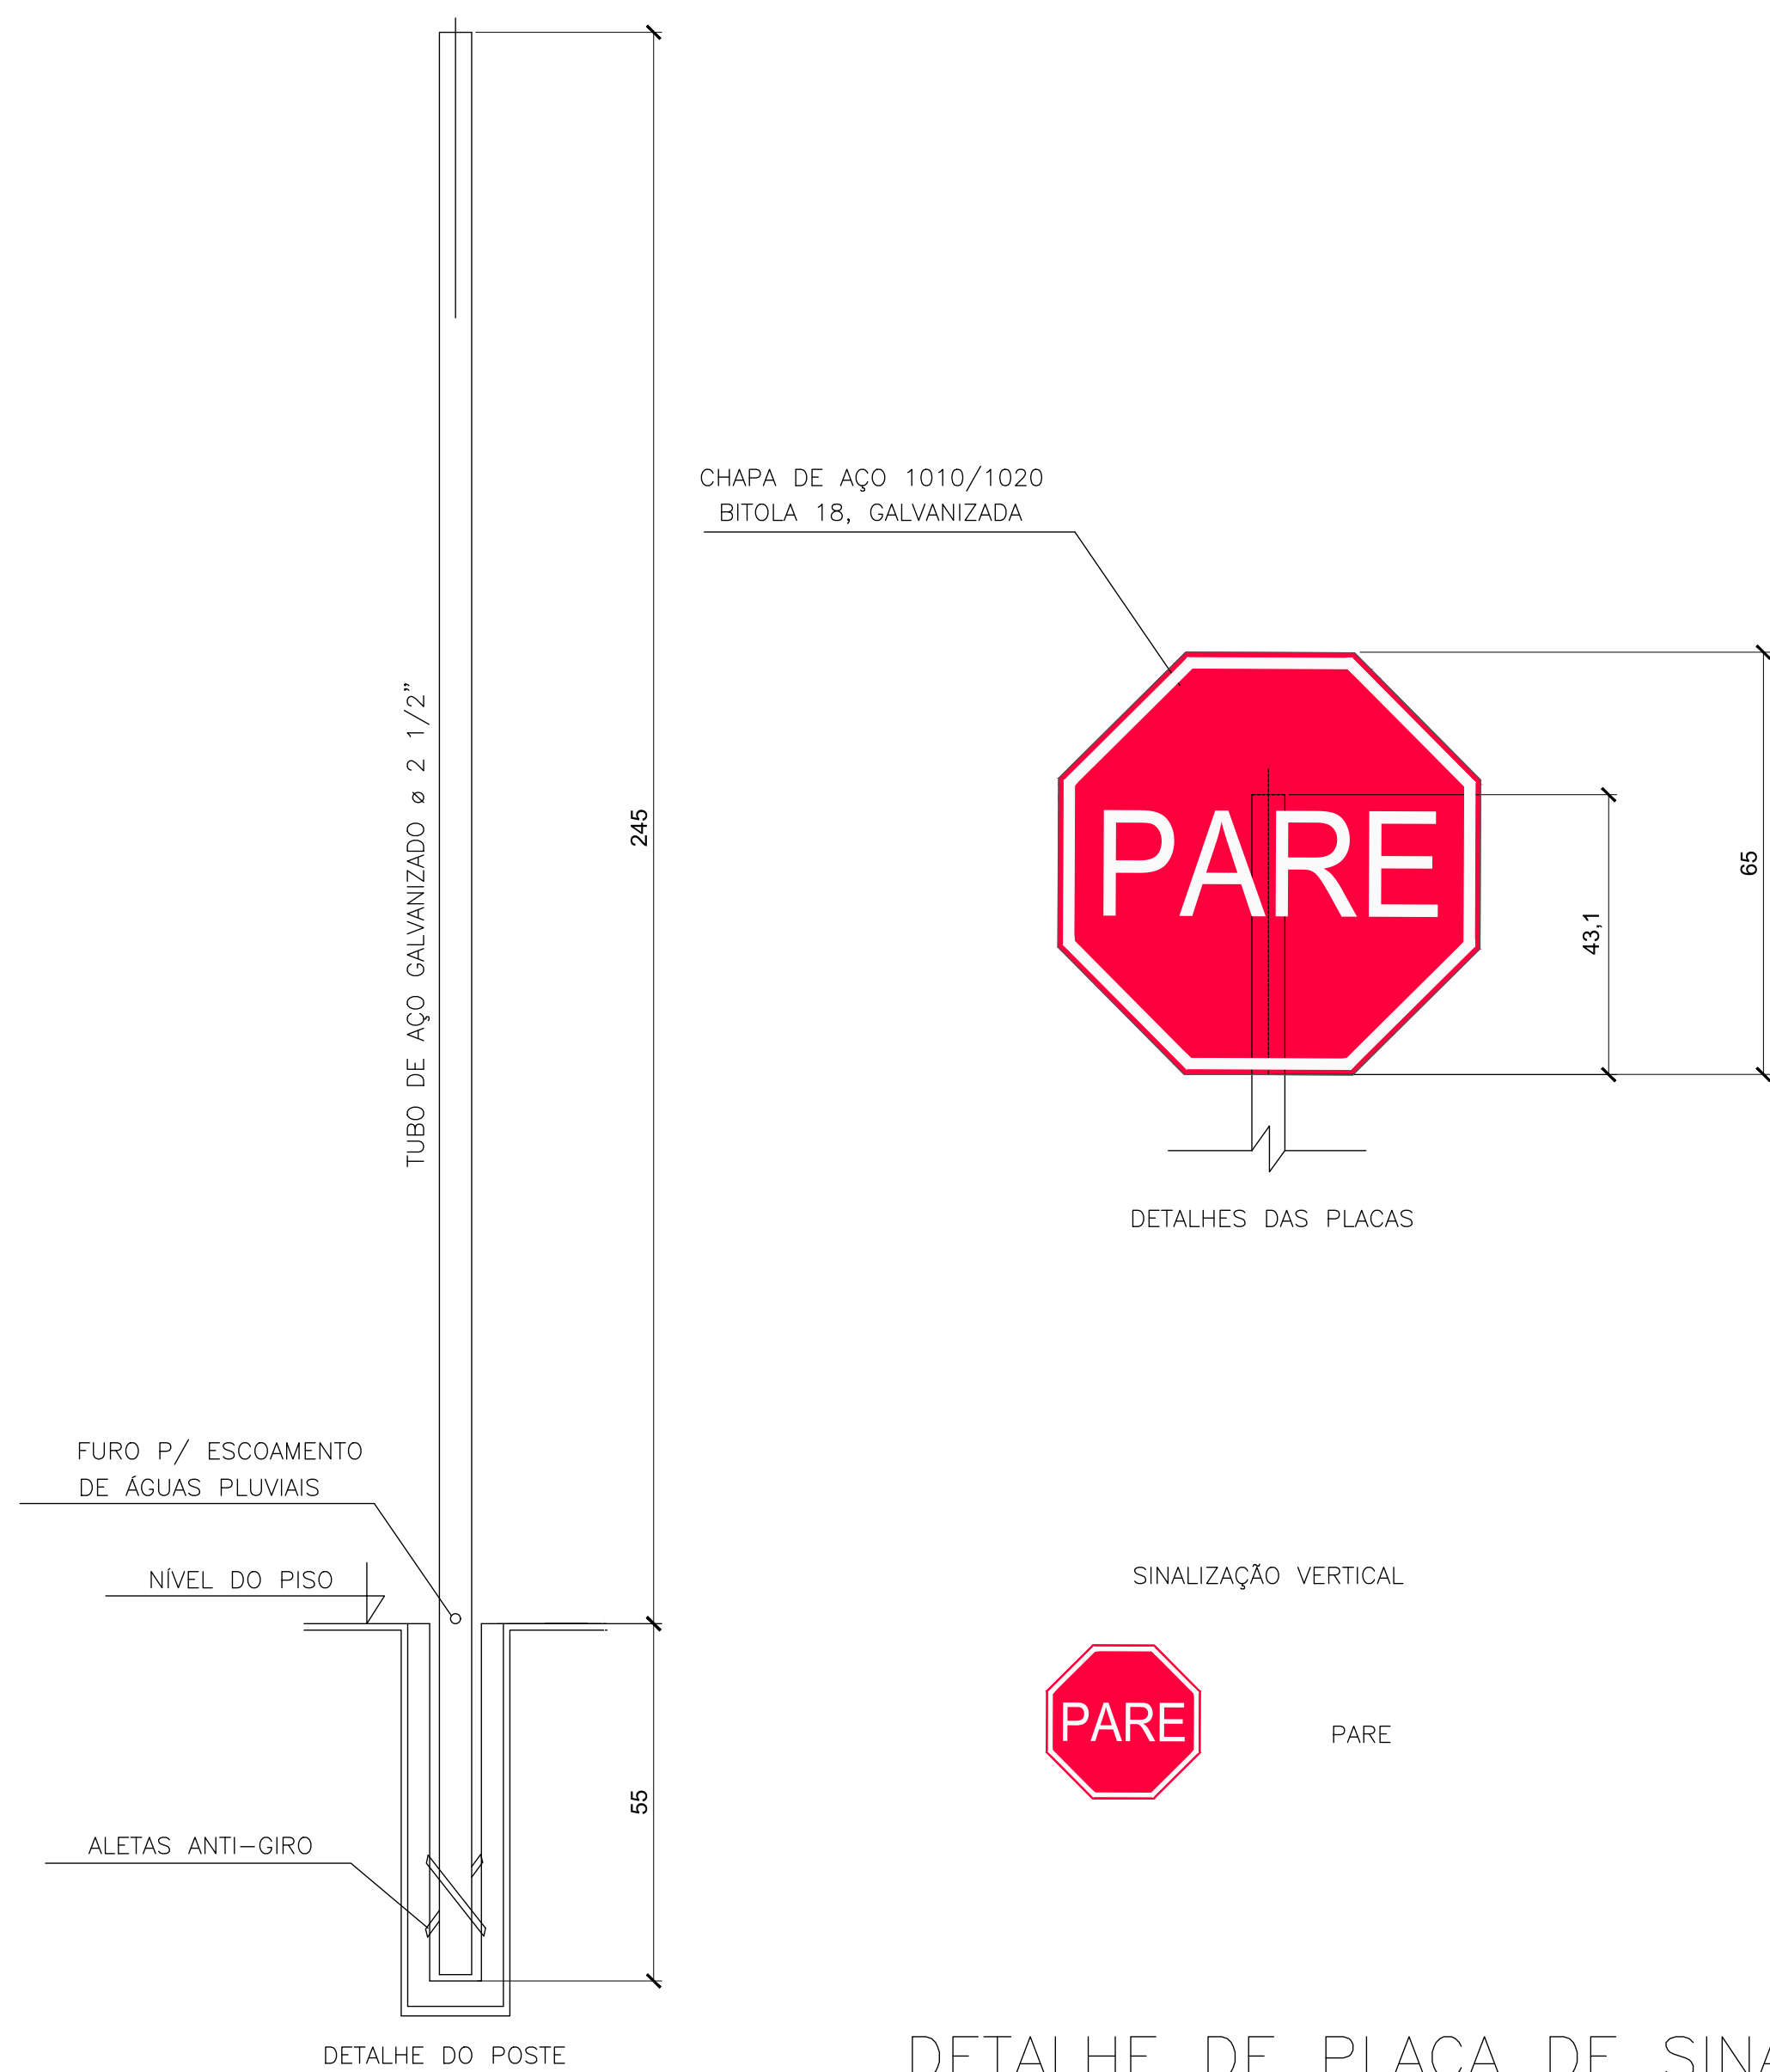 245
CHAPA DE AÇO 1010/1020
BITOLA 18, GALVANIZADA
TUBO DE AÇO GALVANIZADO ø 2 1/2"
PARE
65
43,1
DETALHES DAS PLACAS
FURO P/ ESCOAMENTO
DE ÁGUAS PLUVIAIS
NÍVEL DO PISO
SINALIZAÇÃO VERTICAL
PARE
PARE
55
ALETAS ANTI-GIRO
DETALHE DO POSTE
DETALHE DE PLACA DE SINA